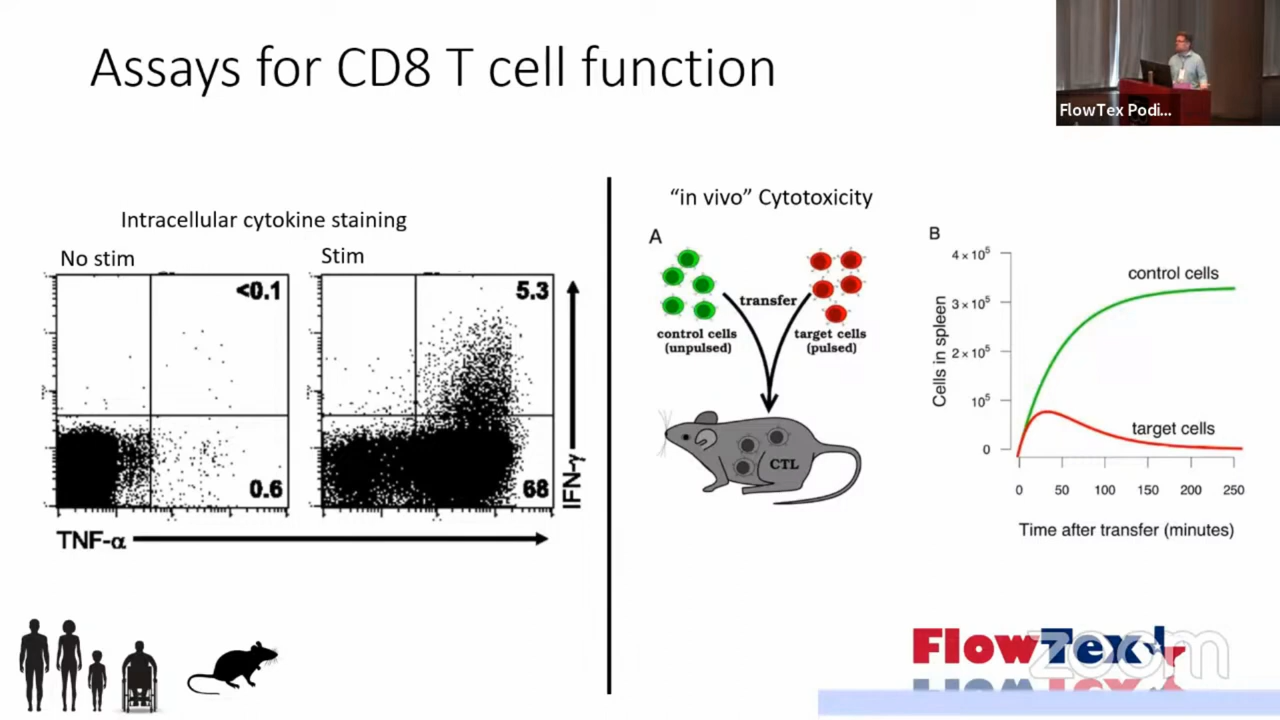 Assays for CD8 T cell function
FlowTex Podi...
Intracellular cytokine staining
No stim
Stim
<0.1
0.6
5.3
68
TNF-α
IFN-γ
"in vivo" Cytotoxicity
A
transfer
control cells
(unpulsed)
target cells
(pulsed)
CTL
B
Cells in spleen
4 × 10⁵
3 × 10⁵
2 × 10⁵
10⁵
0
control cells
target cells
0 50 100 150 200 250
Time after transfer (minutes)
FlowTex
zoom